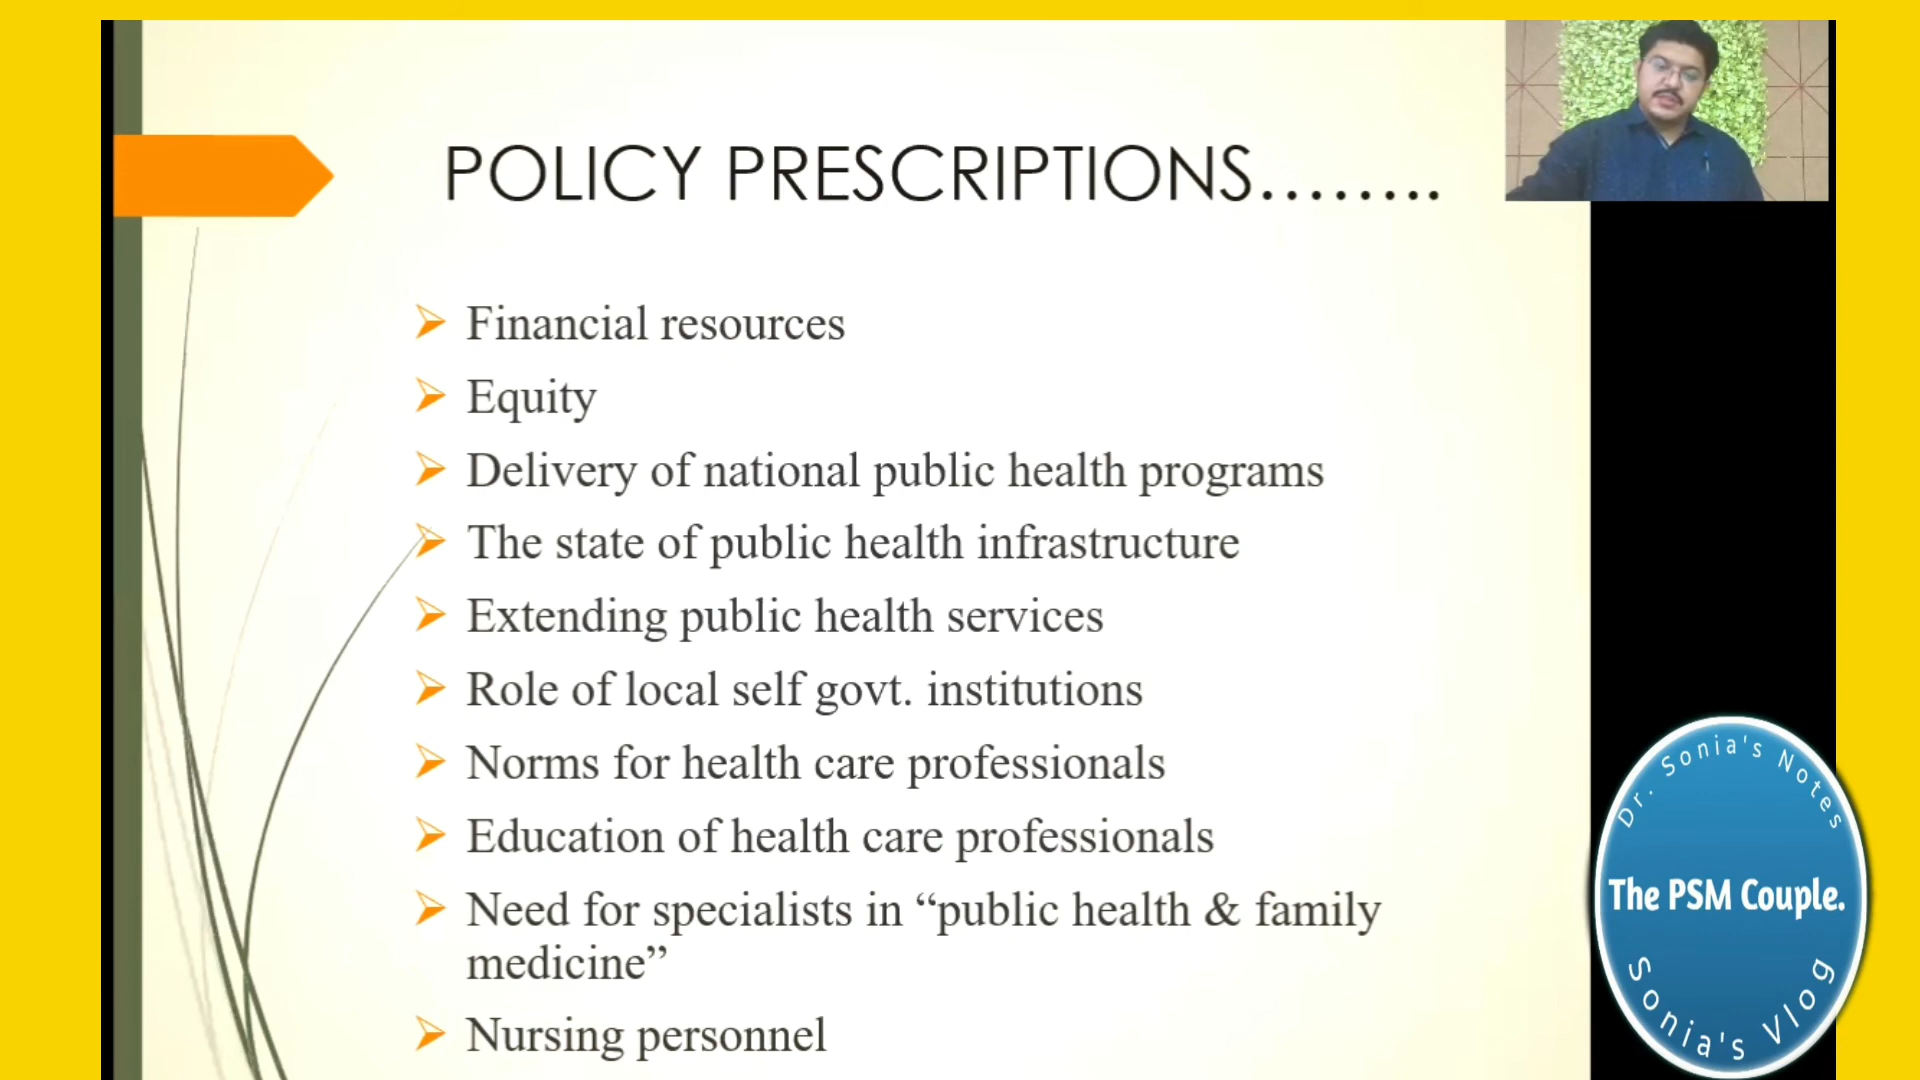 POLICY PRESCRIPTIONS........
Financial resources
Equity
Delivery of national public health programs
The state of public health infrastructure
Extending public health services
Role of local self govt. institutions
Norms for health care professionals
Education of health care professionals
Need for specialists in “public health & family
medicine”
Nursing personnel
Dr. Sonia's Notes
The PSM Couple.
Sonia's Vlog